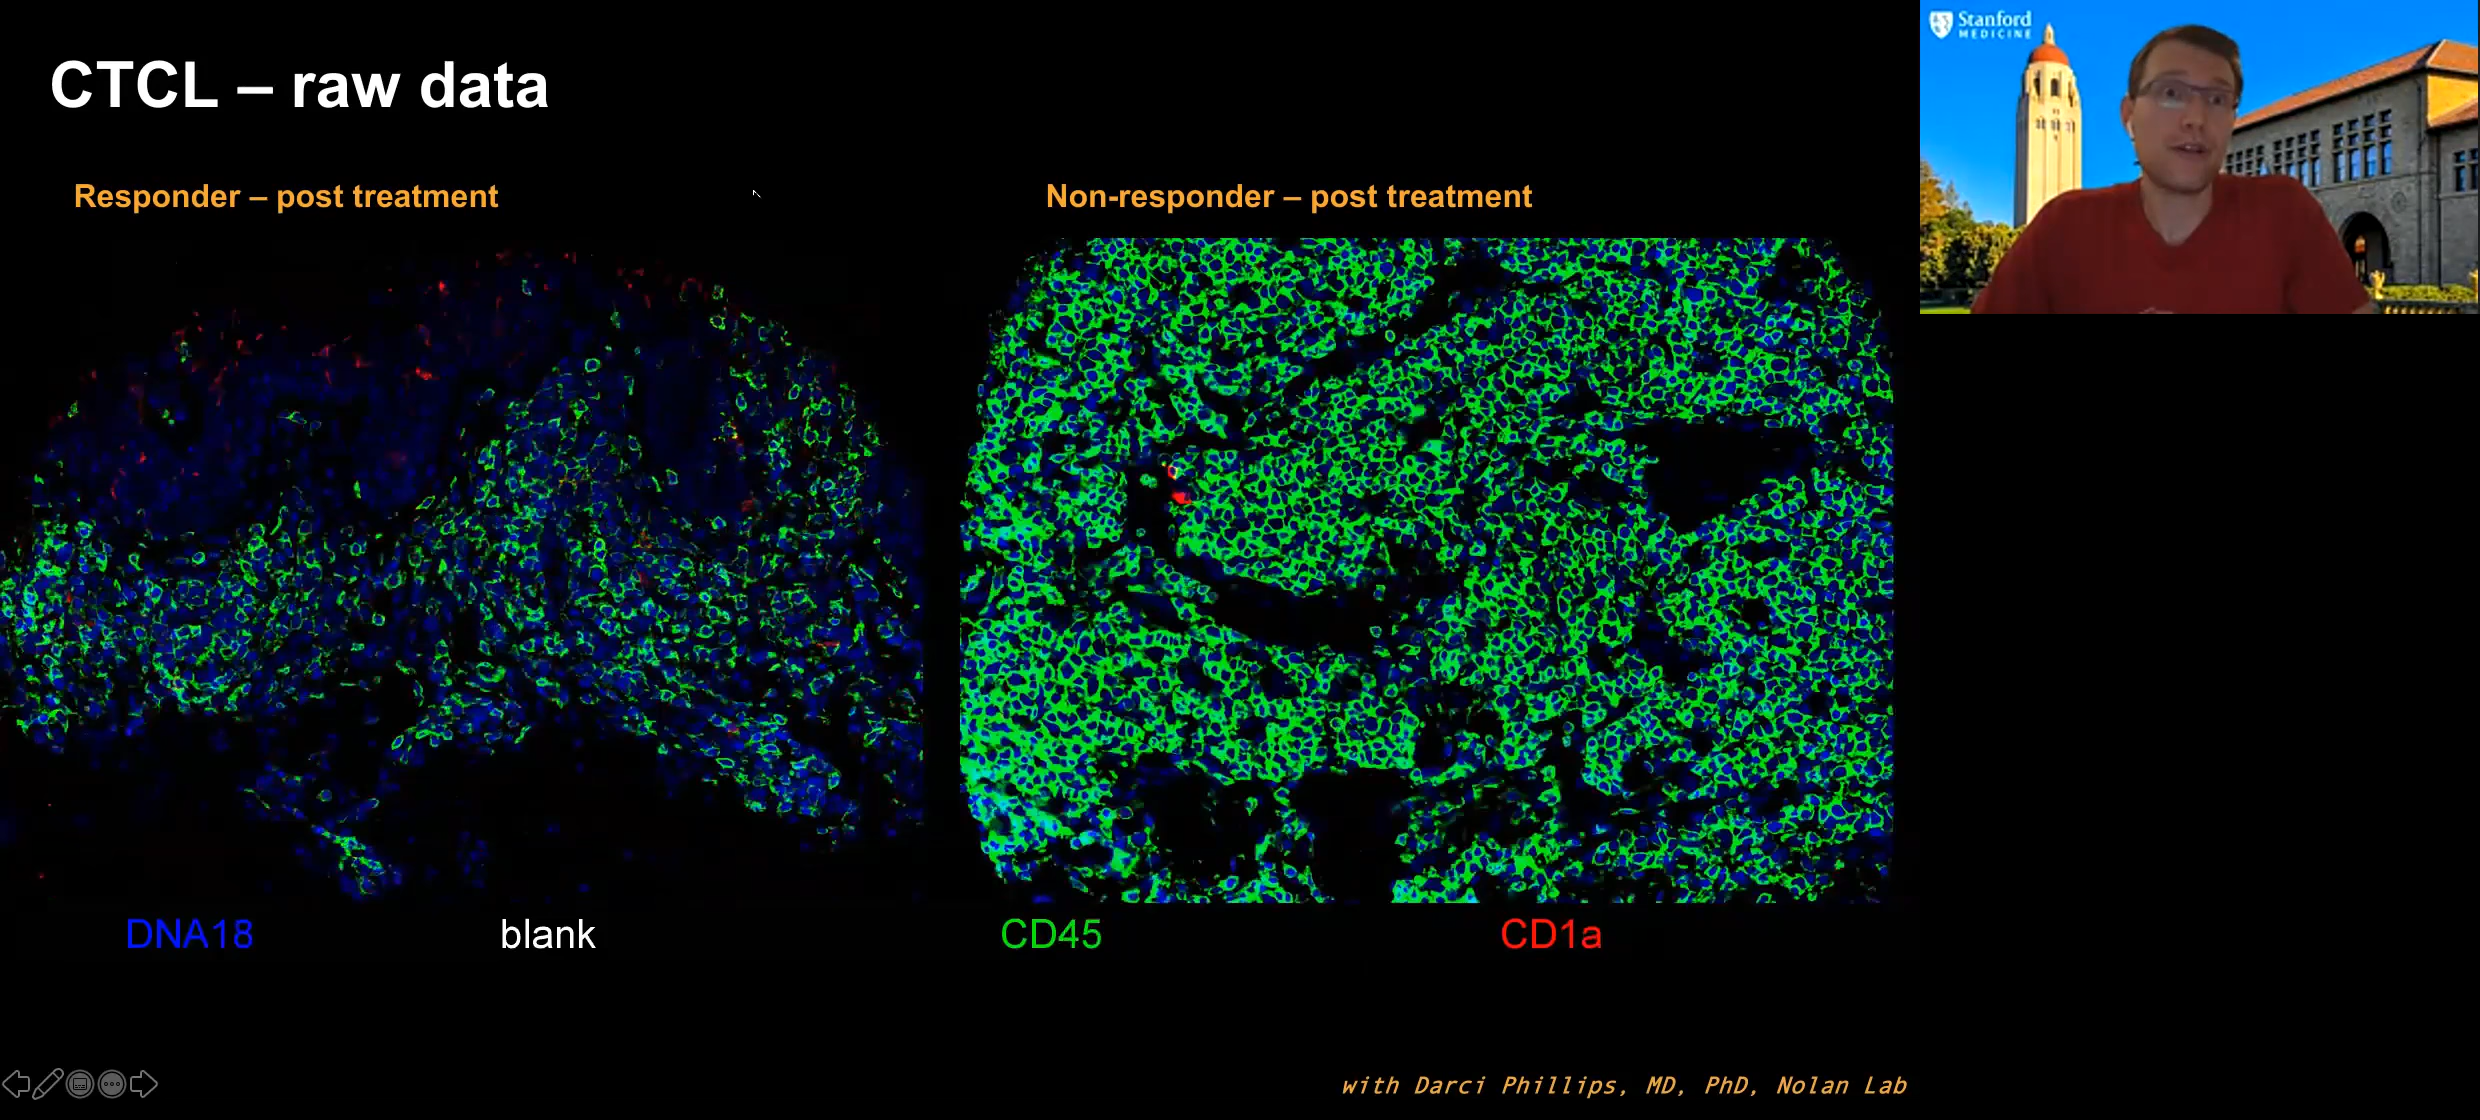 CTCL – raw data
Stanford
MEDICINE
Responder – post treatment
Non-responder – post treatment
DNA18
blank
CD45
CD1a
with Darci Phillips, MD, PhD, Nolan Lab